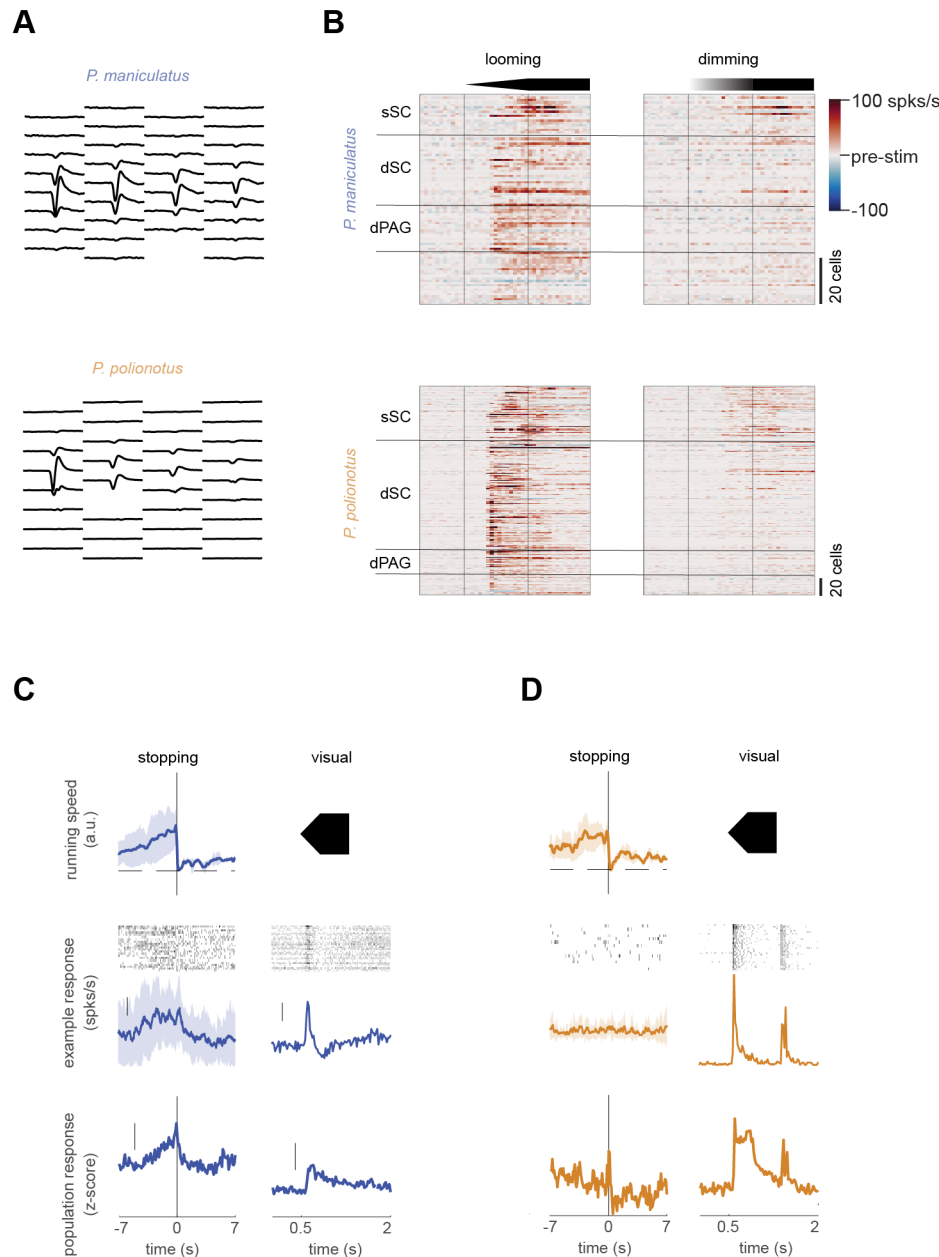 A
B
P. maniculatus
looming
dimming
P. maniculatus
sSC
dSC
dPAG
100 spks/s
pre-stim
-100
20 cells
P. polionotus
P. polionotus
sSC
dSC
dPAG
20 cells
C
D
stopping
visual
stopping
visual
running speed
(a.u.)
example response
(spks/s)
population response
(z-score)
-7
0
7
0.5
2
-7
0
7
0.5
2
time (s)
time (s)
time (s)
time (s)